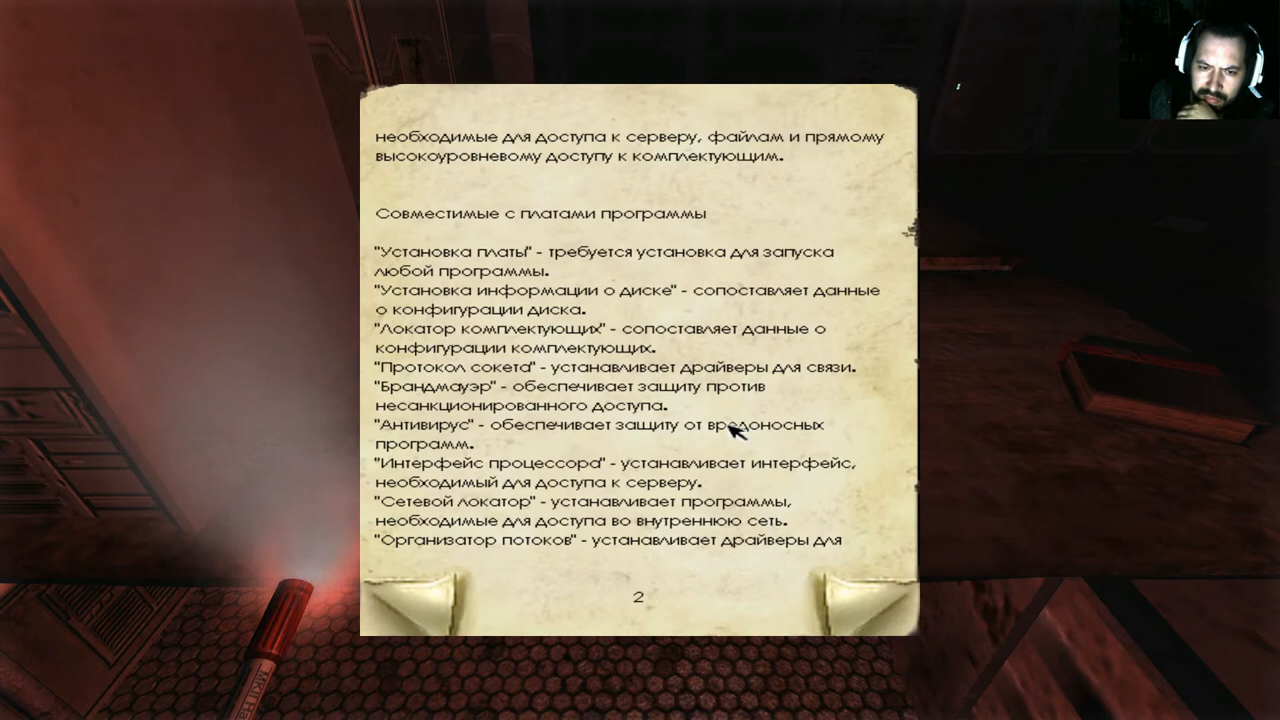 необходимые для доступа к серверу, файлам и прямому
высокоуровневому доступу к комплектующим.
Совместимые с платами программы
"Установка платы" - требуется установка для запуска
любой программы.
"Установка информации о диске" - сопоставляет данные
о конфигурации диска.
"Локатор комплектующих" - сопоставляет данные о
конфигурации комплектующих.
"Протокол сокета" - устанавливает драйверы для связи.
"Брандмауэр" - обеспечивает защиту против
несанкционированного доступа.
"Антивирус" - обеспечивает защиту от вредоносных
программ.
"Интерфейс процессора" - устанавливает интерфейс,
необходимый для доступа к серверу.
"Сетевой локатор" - устанавливает программы,
необходимые для доступа во внутреннюю сеть.
"Организатор потоков" - устанавливает драйверы для
2